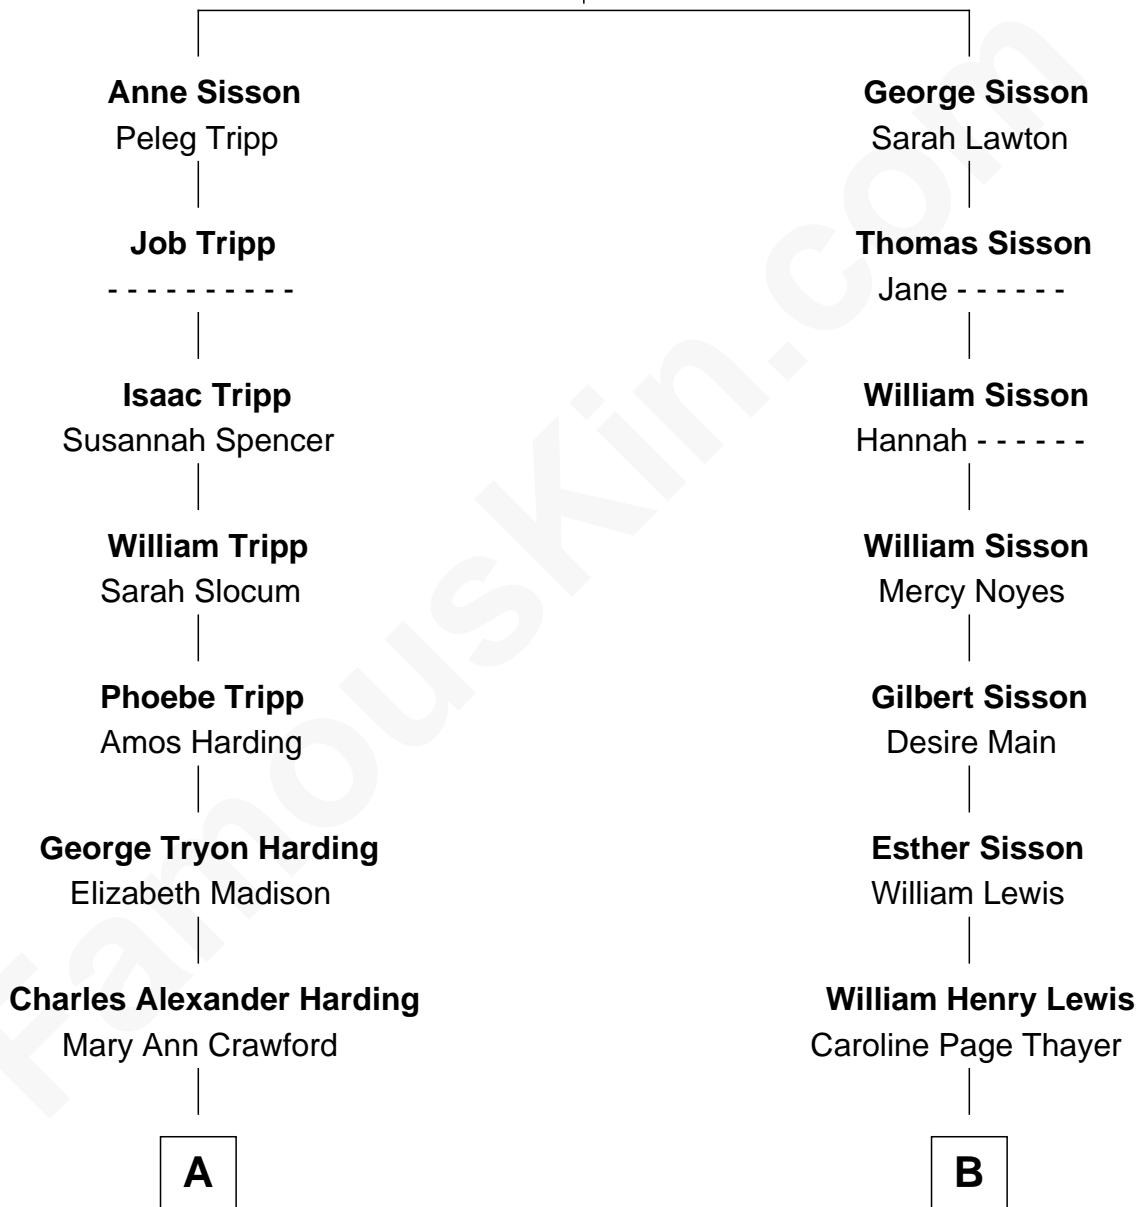 Anne Sisson
Peleg Tripp
Job Tripp
- - - - - - - - - -
Isaac Tripp
Susannah Spencer
William Tripp
Sarah Slocum
Phoebe Tripp
Amos Harding
George Tryon Harding
Elizabeth Madison
Charles Alexander Harding
Mary Ann Crawford
A
George Sisson
Sarah Lawton
Thomas Sisson
Jane - - - - - -
William Sisson
Hannah - - - - - -
William Sisson
Mercy Noyes
Gilbert Sisson
Desire Main
Esther Sisson
William Lewis
William Henry Lewis
Caroline Page Thayer
B
FamousKin.com